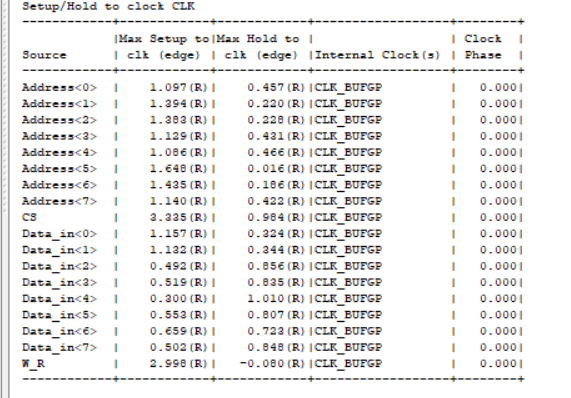 Setup/Hold to clock CLK
------------+------------+------------+------------------+--------+
            |Max Setup to|Max Hold to |                  | Clock  |
Source      | clk (edge) | clk (edge) |Internal Clock(s) | Phase  |
------------+------------+------------+------------------+--------+
Address<0>  |    1.097(R)|    0.457(R)|CLK_BUFGP         |   0.000|
Address<1>  |    1.394(R)|    0.220(R)|CLK_BUFGP         |   0.000|
Address<2>  |    1.383(R)|    0.228(R)|CLK_BUFGP         |   0.000|
Address<3>  |    1.129(R)|    0.431(R)|CLK_BUFGP         |   0.000|
Address<4>  |    1.086(R)|    0.466(R)|CLK_BUFGP         |   0.000|
Address<5>  |    1.648(R)|    0.016(R)|CLK_BUFGP         |   0.000|
Address<6>  |    1.435(R)|    0.186(R)|CLK_BUFGP         |   0.000|
Address<7>  |    1.140(R)|    0.422(R)|CLK_BUFGP         |   0.000|
CS          |    3.335(R)|    0.984(R)|CLK_BUFGP         |   0.000|
Data_in<0>  |    1.157(R)|    0.324(R)|CLK_BUFGP         |   0.000|
Data_in<1>  |    1.132(R)|    0.344(R)|CLK_BUFGP         |   0.000|
Data_in<2>  |    0.492(R)|    0.856(R)|CLK_BUFGP         |   0.000|
Data_in<3>  |    0.519(R)|    0.835(R)|CLK_BUFGP         |   0.000|
Data_in<4>  |    0.300(R)|    1.010(R)|CLK_BUFGP         |   0.000|
Data_in<5>  |    0.553(R)|    0.807(R)|CLK_BUFGP         |   0.000|
Data_in<6>  |    0.659(R)|    0.723(R)|CLK_BUFGP         |   0.000|
Data_in<7>  |    0.502(R)|    0.848(R)|CLK_BUFGP         |   0.000|
W_R         |    2.998(R)|   -0.080(R)|CLK_BUFGP         |   0.000|
------------+------------+------------+------------------+--------+